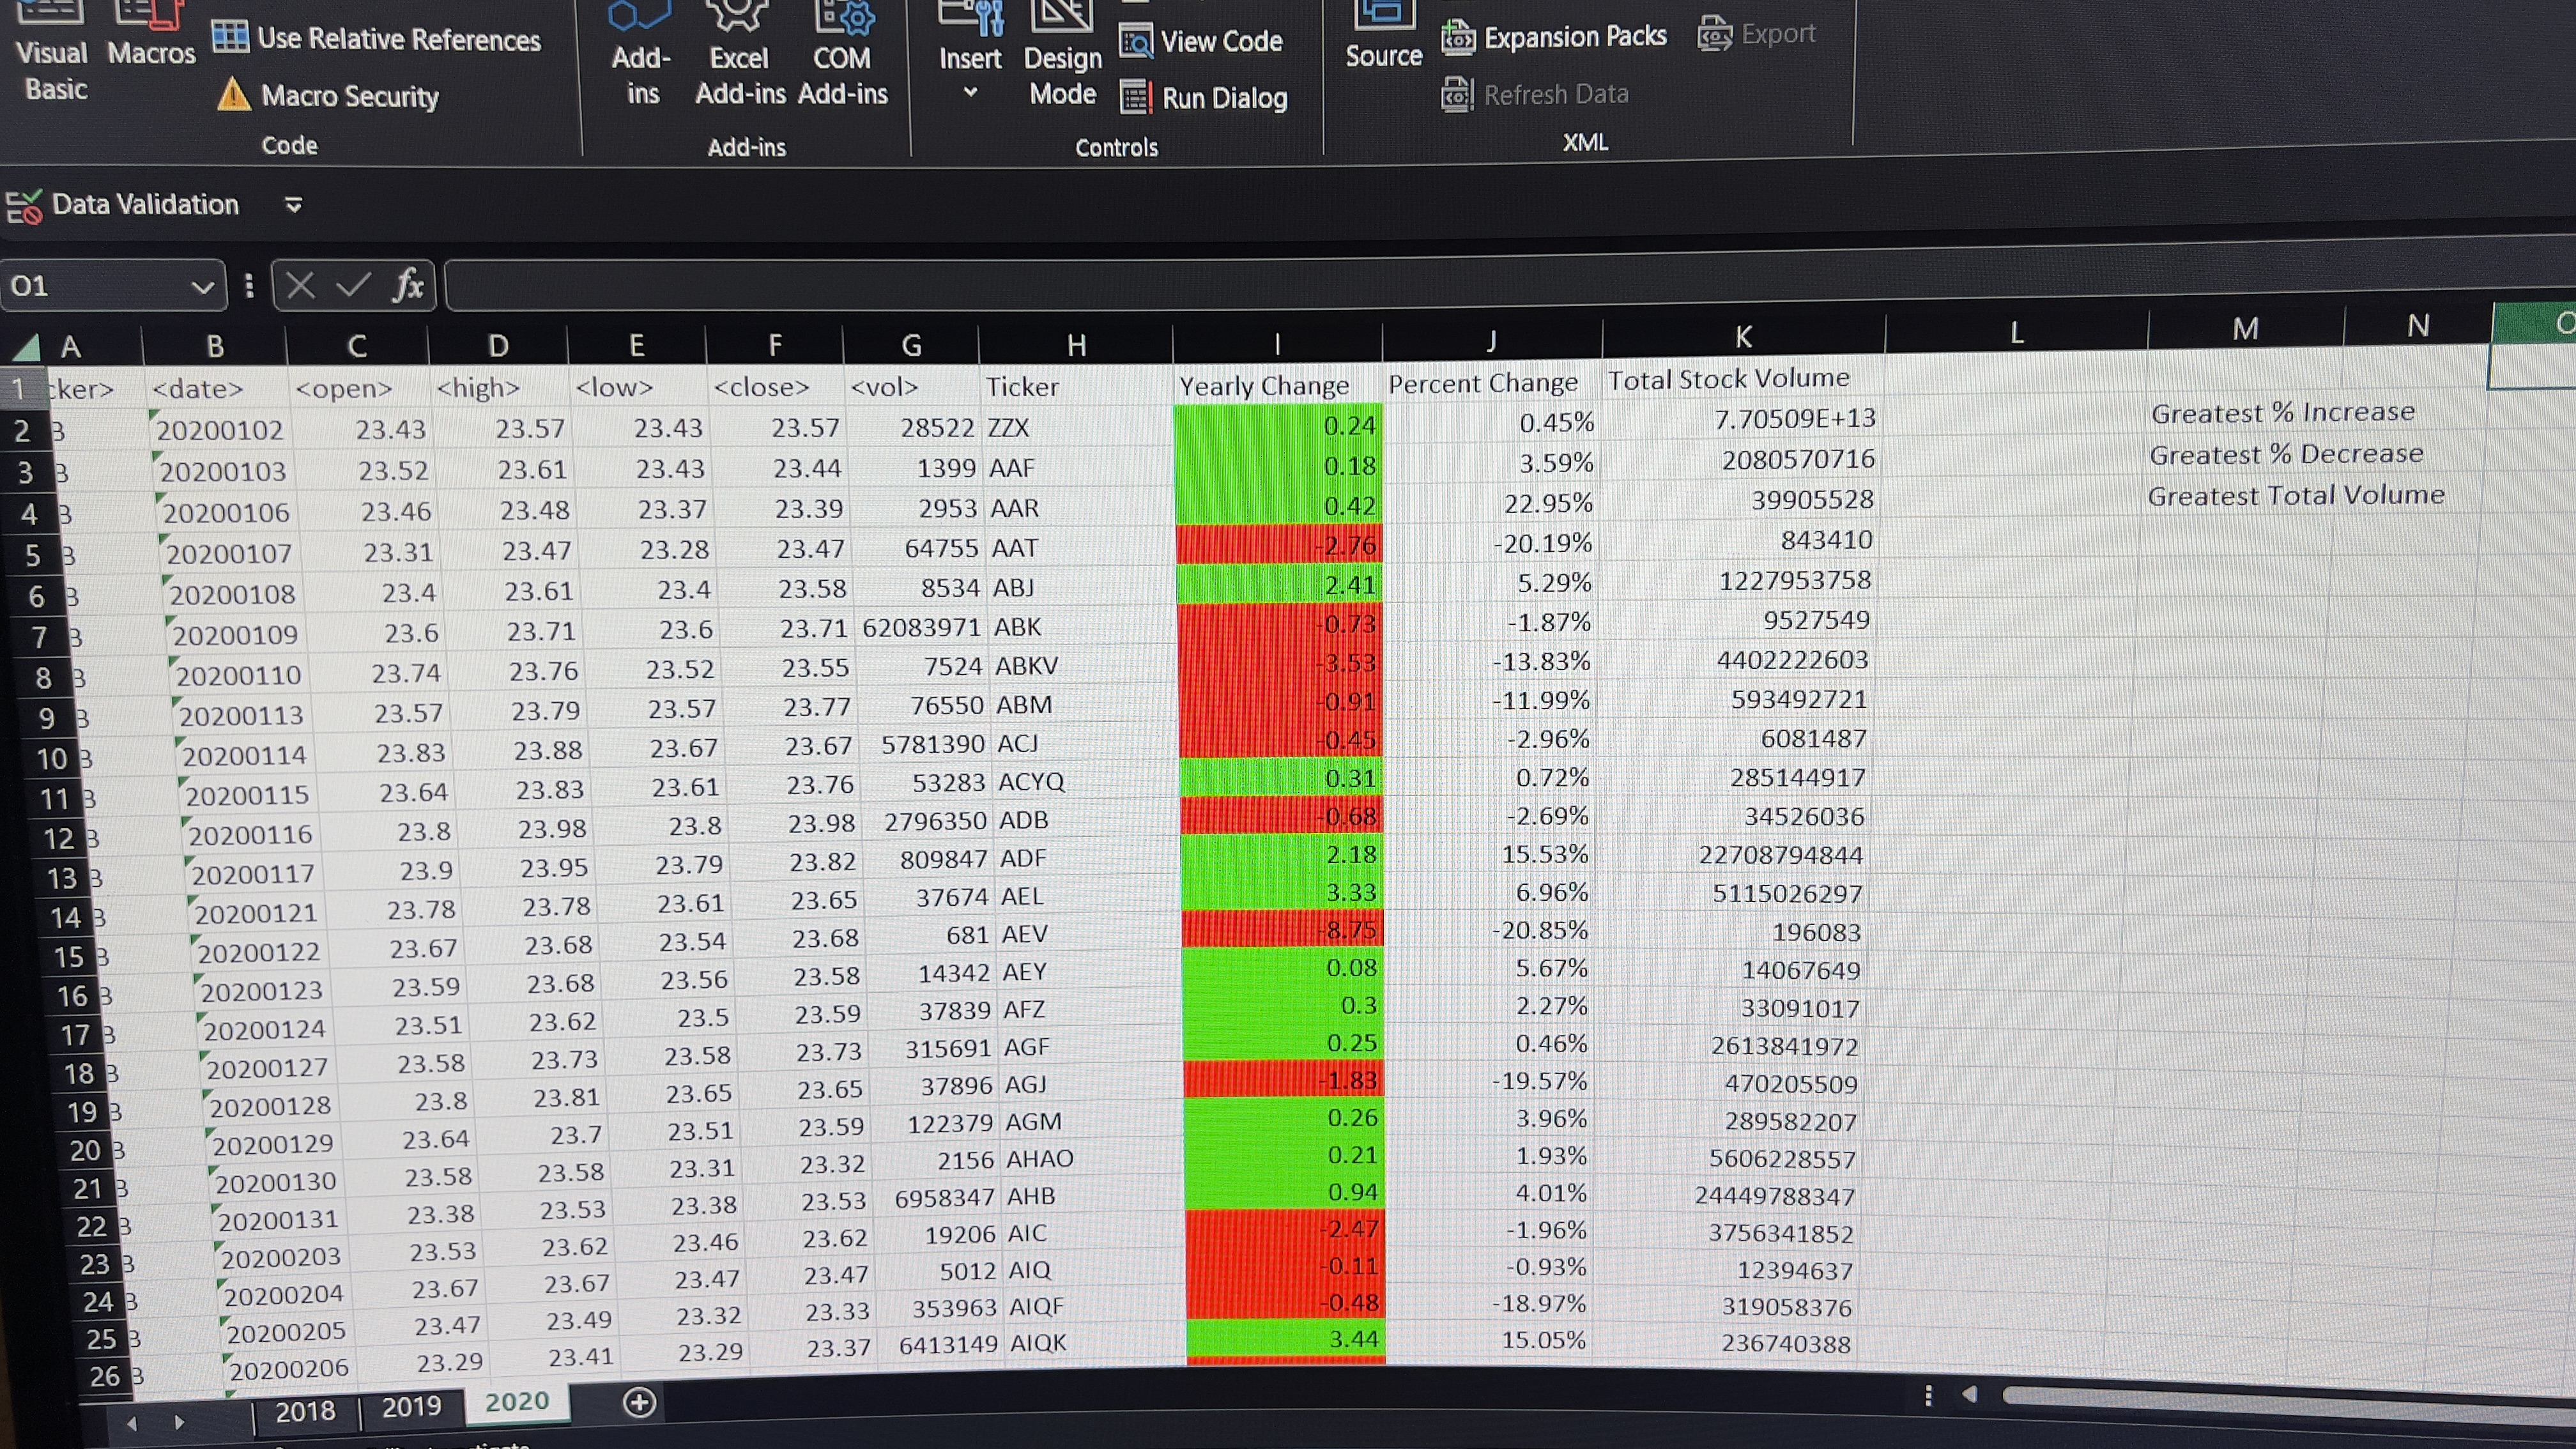 Visual Basic
Macros
Use Relative References
Macro Security
Code
Add-ins
Excel Add-ins
COM Add-ins
Add-ins
Insert
Design Mode
View Code
Run Dialog
Controls
Source
Expansion Packs
Export
Refresh Data
XML
Data Validation
O1 fx
A B C D E F G H I J K L M N O
1 cker> <date> <open> <high> <low> <close> <vol> Ticker Yearly Change Percent Change Total Stock Volume
2 B 20200102 23.43 23.57 23.43 23.57 28522 ZZX 0.24 0.45% 7.70509E+13 Greatest % Increase
3 B 20200103 23.52 23.61 23.43 23.44 1399 AAF 0.18 3.59% 2080570716 Greatest % Decrease
4 B 20200106 23.46 23.48 23.37 23.39 2953 AAR 0.42 22.95% 39905528 Greatest Total Volume
5 B 20200107 23.31 23.47 23.28 23.47 64755 AAT -2.76 -20.19% 843410
6 B 20200108 23.4 23.61 23.4 23.58 8534 ABJ 2.41 5.29% 1227953758
7 B 20200109 23.6 23.71 23.6 23.71 62083971 ABK -0.73 -1.87% 9527549
8 B 20200110 23.74 23.76 23.52 23.55 7524 ABKV -3.53 -13.83% 4402222603
9 B 20200113 23.57 23.79 23.57 23.77 76550 ABM -0.91 -11.99% 593492721
10 B 20200114 23.83 23.88 23.67 23.67 5781390 ACJ -0.45 -2.96% 6081487
11 B 20200115 23.64 23.83 23.61 23.76 53283 ACYQ 0.31 0.72% 285144917
12 B 20200116 23.8 23.98 23.8 23.98 2796350 ADB -0.68 -2.69% 34526036
13 B 20200117 23.9 23.95 23.79 23.82 809847 ADF 2.18 15.53% 22708794844
14 B 20200121 23.78 23.78 23.61 23.65 37674 AEL 3.33 6.96% 5115026297
15 B 20200122 23.67 23.68 23.54 23.68 681 AEV -8.75 -20.85% 196083
16 B 20200123 23.59 23.68 23.56 23.58 14342 AEY 0.08 5.67% 14067649
17 B 20200124 23.51 23.62 23.5 23.59 37839 AFZ 0.3 2.27% 33091017
18 B 20200127 23.58 23.73 23.58 23.73 315691 AGF 0.25 0.46% 2613841972
19 B 20200128 23.8 23.81 23.65 23.65 37896 AGJ -1.83 -19.57% 470205509
20 B 20200129 23.64 23.7 23.51 23.59 122379 AGM 0.26 3.96% 289582207
21 B 20200130 23.58 23.58 23.31 23.32 2156 AHAO 0.21 1.93% 5606228557
22 B 20200131 23.38 23.53 23.38 23.53 6958347 AHB 0.94 4.01% 24449788347
23 B 20200203 23.53 23.62 23.46 23.62 19206 AIC -2.47 -1.96% 3756341852
24 B 20200204 23.67 23.67 23.47 23.47 5012 AIQ -0.11 -0.93% 12394637
25 B 20200205 23.47 23.49 23.32 23.33 353963 AIQF -0.48 -18.97% 319058376
26 B 20200206 23.29 23.41 23.29 23.37 6413149 AIQK 3.44 15.05% 236740388
2018 2019 2020